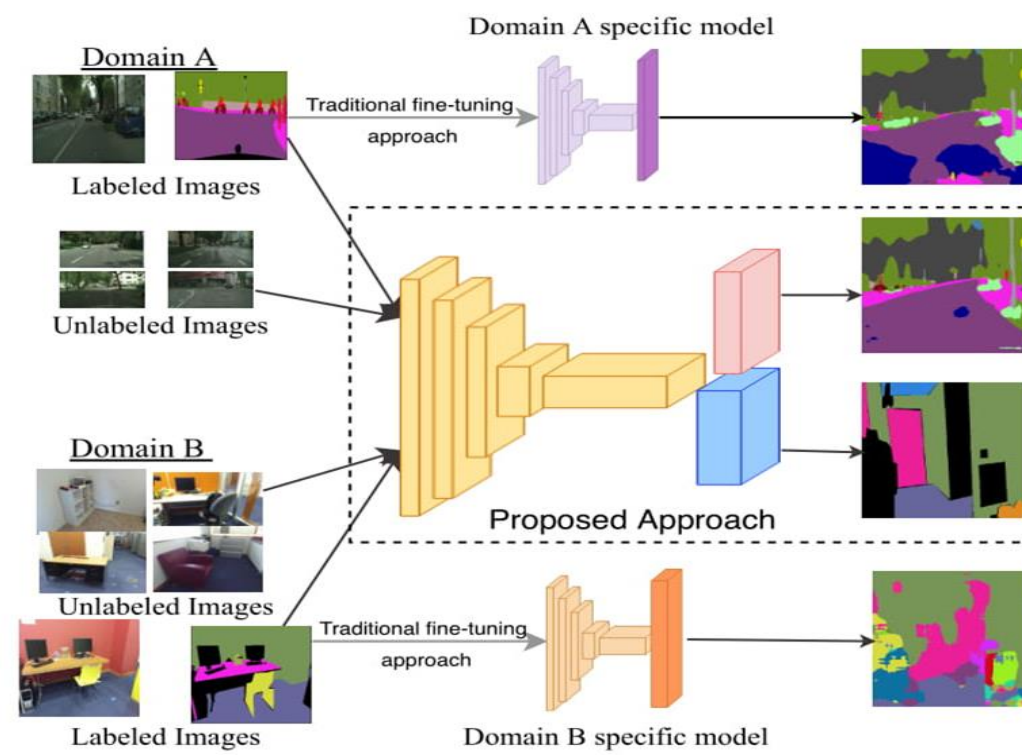 Domain A specific model
Domain A
Traditional fine-tuning
approach
Labeled Images
Unlabeled Images
Domain B
Proposed Approach
Unlabeled Images
Traditional fine-tuning
approach
Labeled Images
Domain B specific model